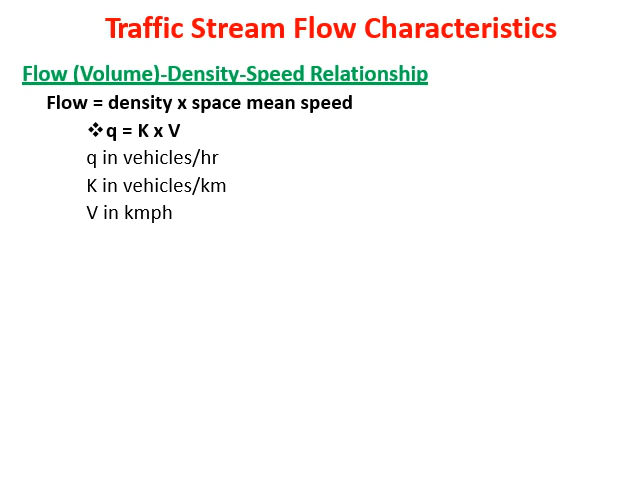 Traffic Stream Flow Characteristics
Flow (Volume)-Density-Speed Relationship
Flow = density x space mean speed
❖q = K x V
q in vehicles/hr
K in vehicles/km
V in kmph